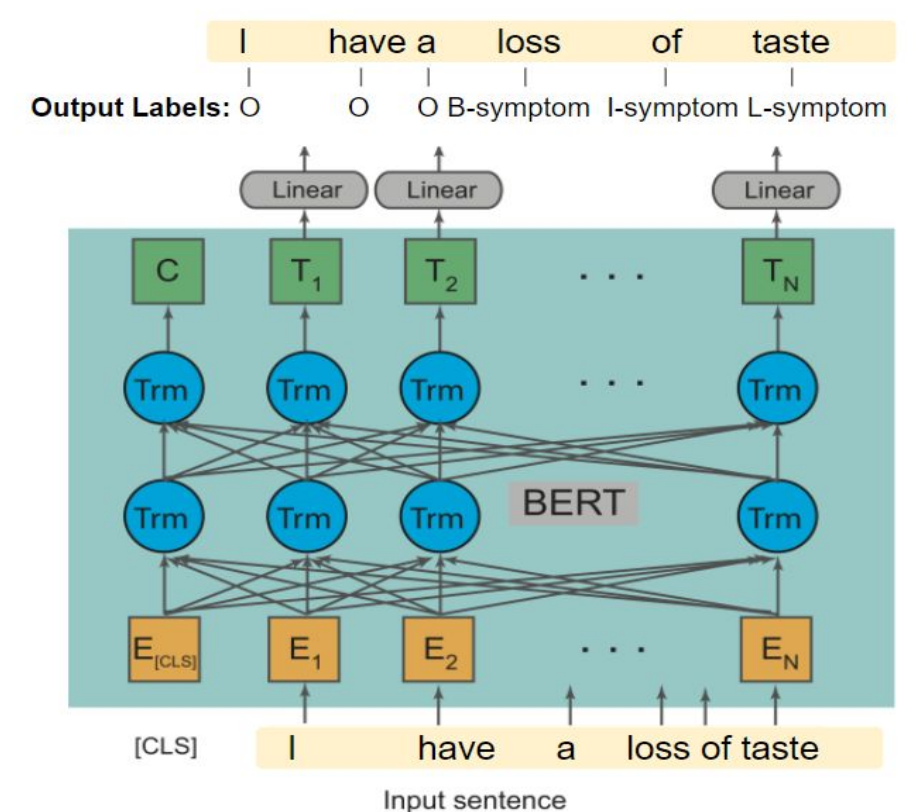 I have a loss of taste
Output Labels: O O O B-symptom I-symptom L-symptom
Linear Linear Linear
C T1 T2 . . . TN
Trm Trm Trm . . . Trm
Trm Trm Trm BERT Trm
E[CLS] E1 E2 . . . EN
[CLS] I have a loss of taste
Input sentence